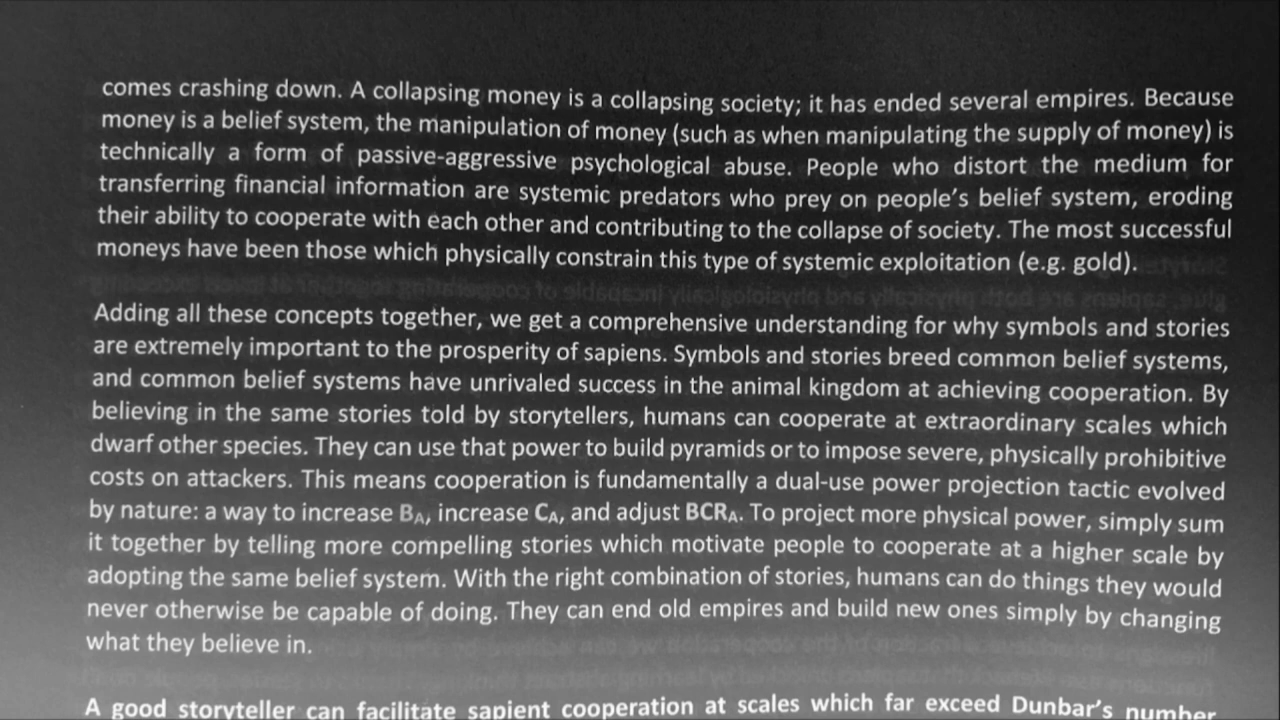 comes crashing down. A collapsing money is a collapsing society; it has ended several empires. Because
money is a belief system, the manipulation of money (such as when manipulating the supply of money) is
technically a form of passive-aggressive psychological abuse. People who distort the medium for
transferring financial information are systemic predators who prey on people's belief system, eroding
their ability to cooperate with each other and contributing to the collapse of society. The most successful
moneys have been those which physically constrain this type of systemic exploitation (e.g. gold).
Adding all these concepts together, we get a comprehensive understanding for why symbols and stories
are extremely important to the prosperity of sapiens. Symbols and stories breed common belief systems,
and common belief systems have unrivaled success in the animal kingdom at achieving cooperation. By
believing in the same stories told by storytellers, humans can cooperate at extraordinary scales which
dwarf other species. They can use that power to build pyramids or to impose severe, physically prohibitive
costs on attackers. This means cooperation is fundamentally a dual-use power projection tactic evolved
by nature: a way to increase BA, increase CA, and adjust BCRA. To project more physical power, simply sum
it together by telling more compelling stories which motivate people to cooperate at a higher scale by
adopting the same belief system. With the right combination of stories, humans can do things they would
never otherwise be capable of doing. They can end old empires and build new ones simply by changing
what they believe in.
A good storyteller can facilitate sapient cooperation at scales which far exceed Dunbar's number